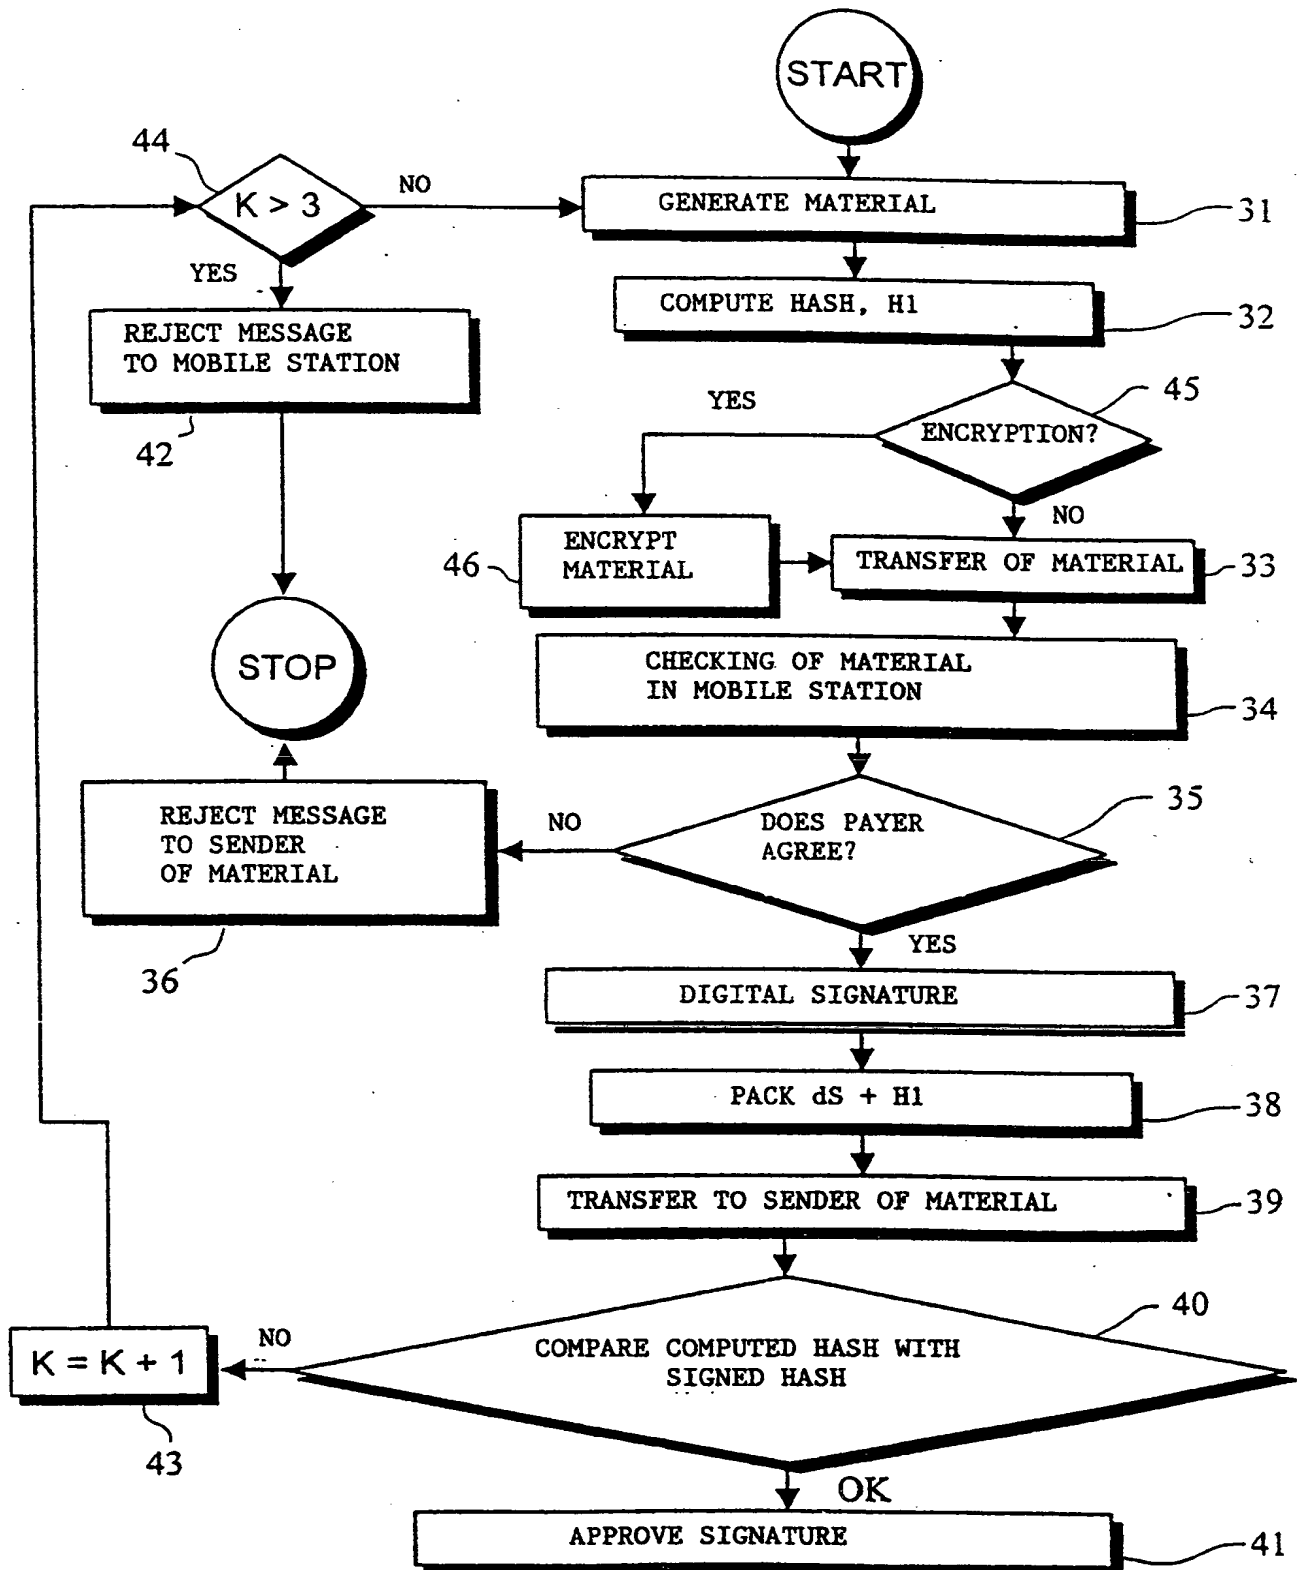 START
44
K > 3
NO
GENERATE MATERIAL
31
YES
COMPUTE HASH, H1
32
REJECT MESSAGE
TO MOBILE STATION
42
YES
45
ENCRYPTION?
NO
46
ENCRYPT
MATERIAL
TRANSFER OF MATERIAL
33
STOP
CHECKING OF MATERIAL
IN MOBILE STATION
34
REJECT MESSAGE
TO SENDER
OF MATERIAL
36
NO
DOES PAYER
AGREE?
35
YES
DIGITAL SIGNATURE
37
PACK dS + H1
38
TRANSFER TO SENDER OF MATERIAL
39
K = K + 1
43
NO
COMPARE COMPUTED HASH WITH
SIGNED HASH
40
OK
APPROVE SIGNATURE
41